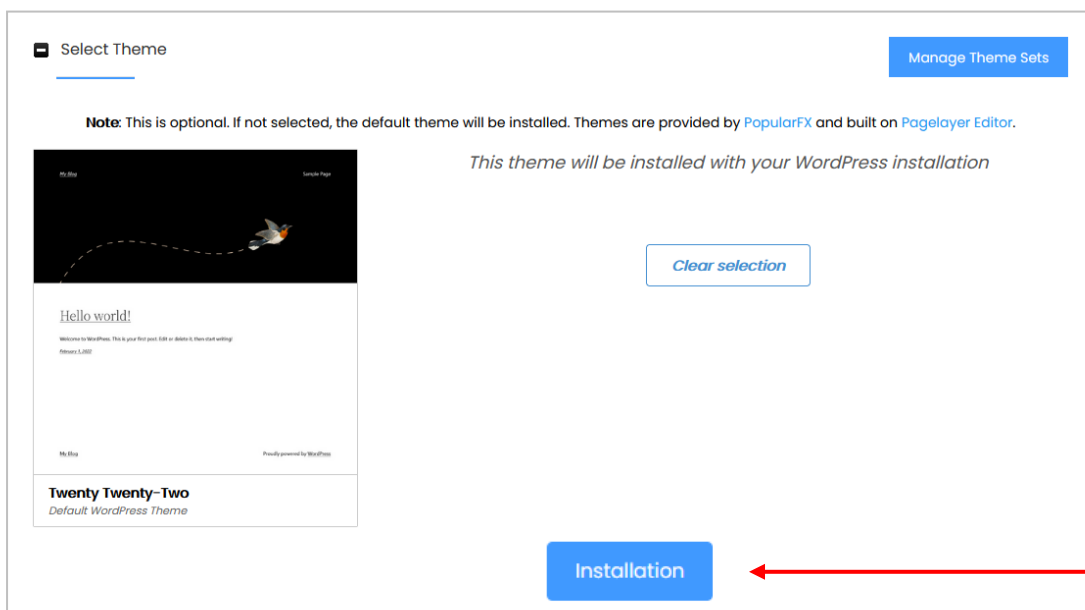 Select Theme
Manage Theme Sets
Note: This is optional. If not selected, the default theme will be installed. Themes are provided by PopularFX and built on Pagelayer Editor.
This theme will be installed with your WordPress installation
My Blog
Sample Page
Clear selection
Hello world!
Welcome to WordPress. This is your first post. Edit or delete it, then start writing!
February 3, 2022
My Blog
Proudly powered by WordPress
Twenty Twenty-Two
Default WordPress Theme
Installation